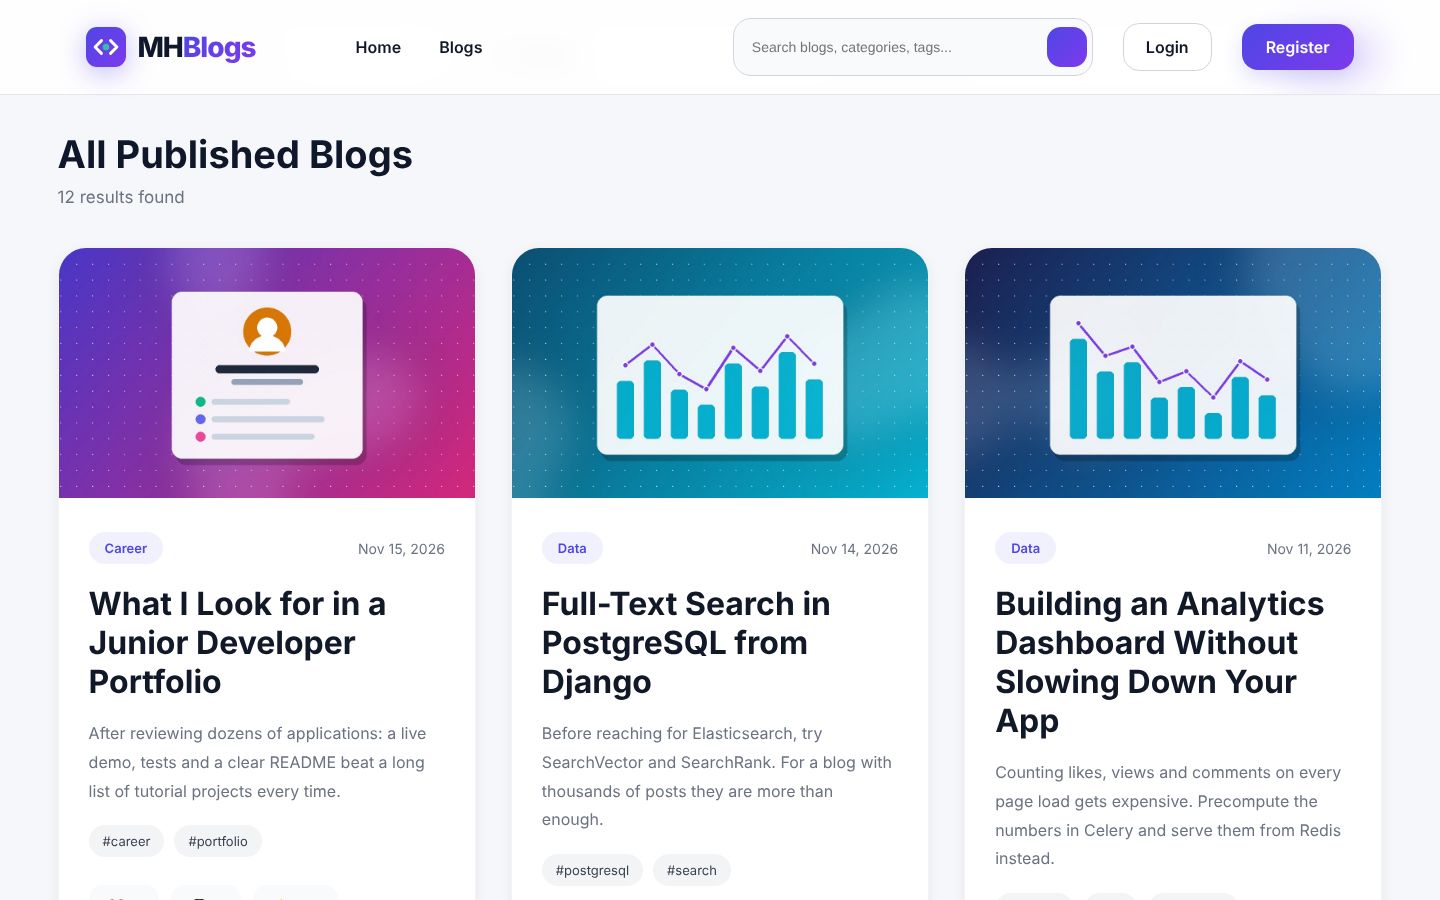 MHBlogs
Home
Blogs
Search blogs, categories, tags...
Login
Register
All Published Blogs
12 results found
Career
Nov 15, 2026
What I Look for in a
Junior Developer
Portfolio
After reviewing dozens of applications: a live
demo, tests and a clear README beat a long
list of tutorial projects every time.
#career
#portfolio
Data
Nov 14, 2026
Full-Text Search in
PostgreSQL from
Django
Before reaching for Elasticsearch, try
SearchVector and SearchRank. For a blog with
thousands of posts they are more than
enough.
#postgresql
#search
Data
Nov 11, 2026
Building an Analytics
Dashboard Without
Slowing Down Your
App
Counting likes, views and comments on every
page load gets expensive. Precompute the
numbers in Celery and serve them from Redis
instead.